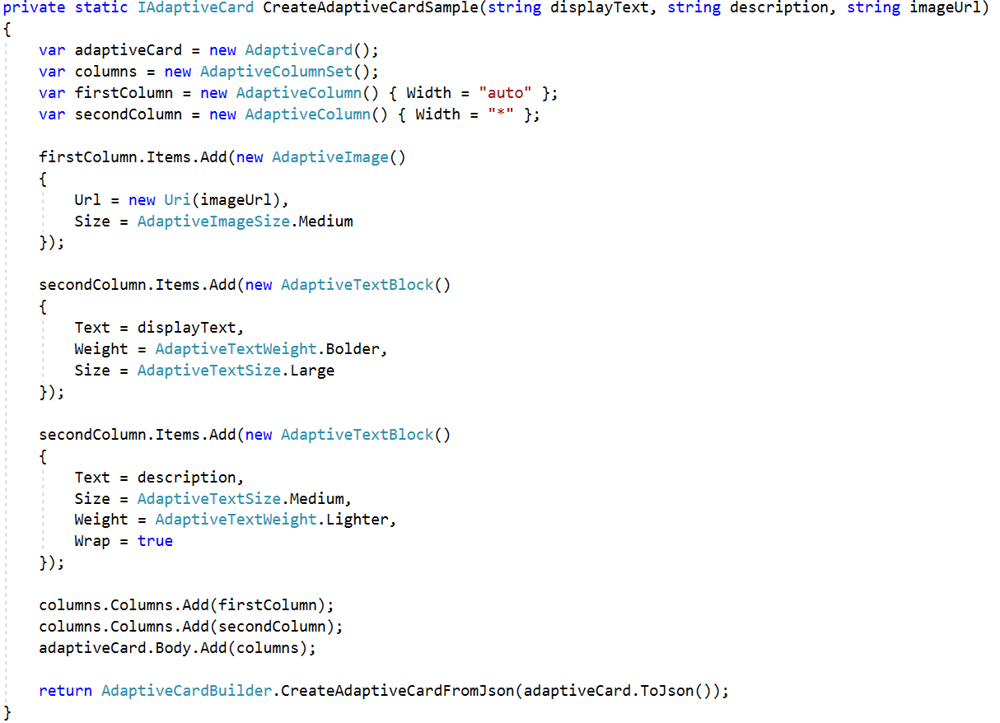 private static IAdaptiveCard CreateAdaptiveCardSample(string displayText, string description, string imageUrl)
{
    var adaptiveCard = new AdaptiveCard();
    var columns = new AdaptiveColumnSet();
    var firstColumn = new AdaptiveColumn() { Width = "auto" };
    var secondColumn = new AdaptiveColumn() { Width = "*" };

    firstColumn.Items.Add(new AdaptiveImage()
    {
        Url = new Uri(imageUrl),
        Size = AdaptiveImageSize.Medium
    });

    secondColumn.Items.Add(new AdaptiveTextBlock()
    {
        Text = displayText,
        Weight = AdaptiveTextWeight.Bolder,
        Size = AdaptiveTextSize.Large
    });

    secondColumn.Items.Add(new AdaptiveTextBlock()
    {
        Text = description,
        Size = AdaptiveTextSize.Medium,
        Weight = AdaptiveTextWeight.Lighter,
        Wrap = true
    });

    columns.Columns.Add(firstColumn);
    columns.Columns.Add(secondColumn);
    adaptiveCard.Body.Add(columns);

    return AdaptiveCardBuilder.CreateAdaptiveCardFromJson(adaptiveCard.ToJson());
}